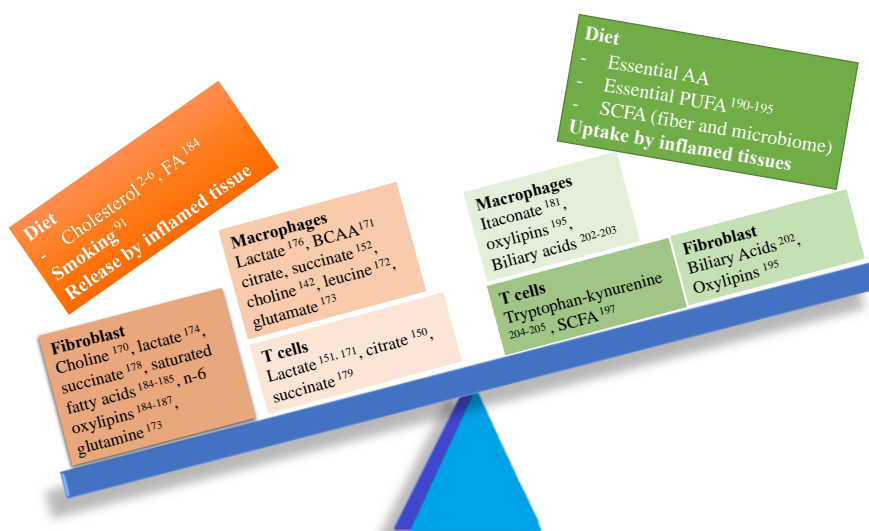 Diet
- Cholesterol 2-6, FA 184
Smoking 91
Release by inflamed tissue
Fibroblast
Choline 170, lactate 174,
succinate 178, saturated
fatty acids 184-185, n-6
oxylipins 184-187,
glutamine 173
Macrophages
Lactate 176, BCAA 171
citrate, succinate 152,
choline 142, leucine 172,
glutamate 173
T cells
Lactate 151, 171, citrate 150,
succinate 179
Diet
- Essential AA
- Essential PUFA 190-195
- SCFA (fiber and microbiome)
Uptake by inflamed tissues
Macrophages
Itaconate 181,
oxylipins 195,
Biliary acids 202-203
T cells
Tryptophan-kynurenine
204-205, SCFA 197
Fibroblast
Biliary Acids 202,
Oxylipins 195